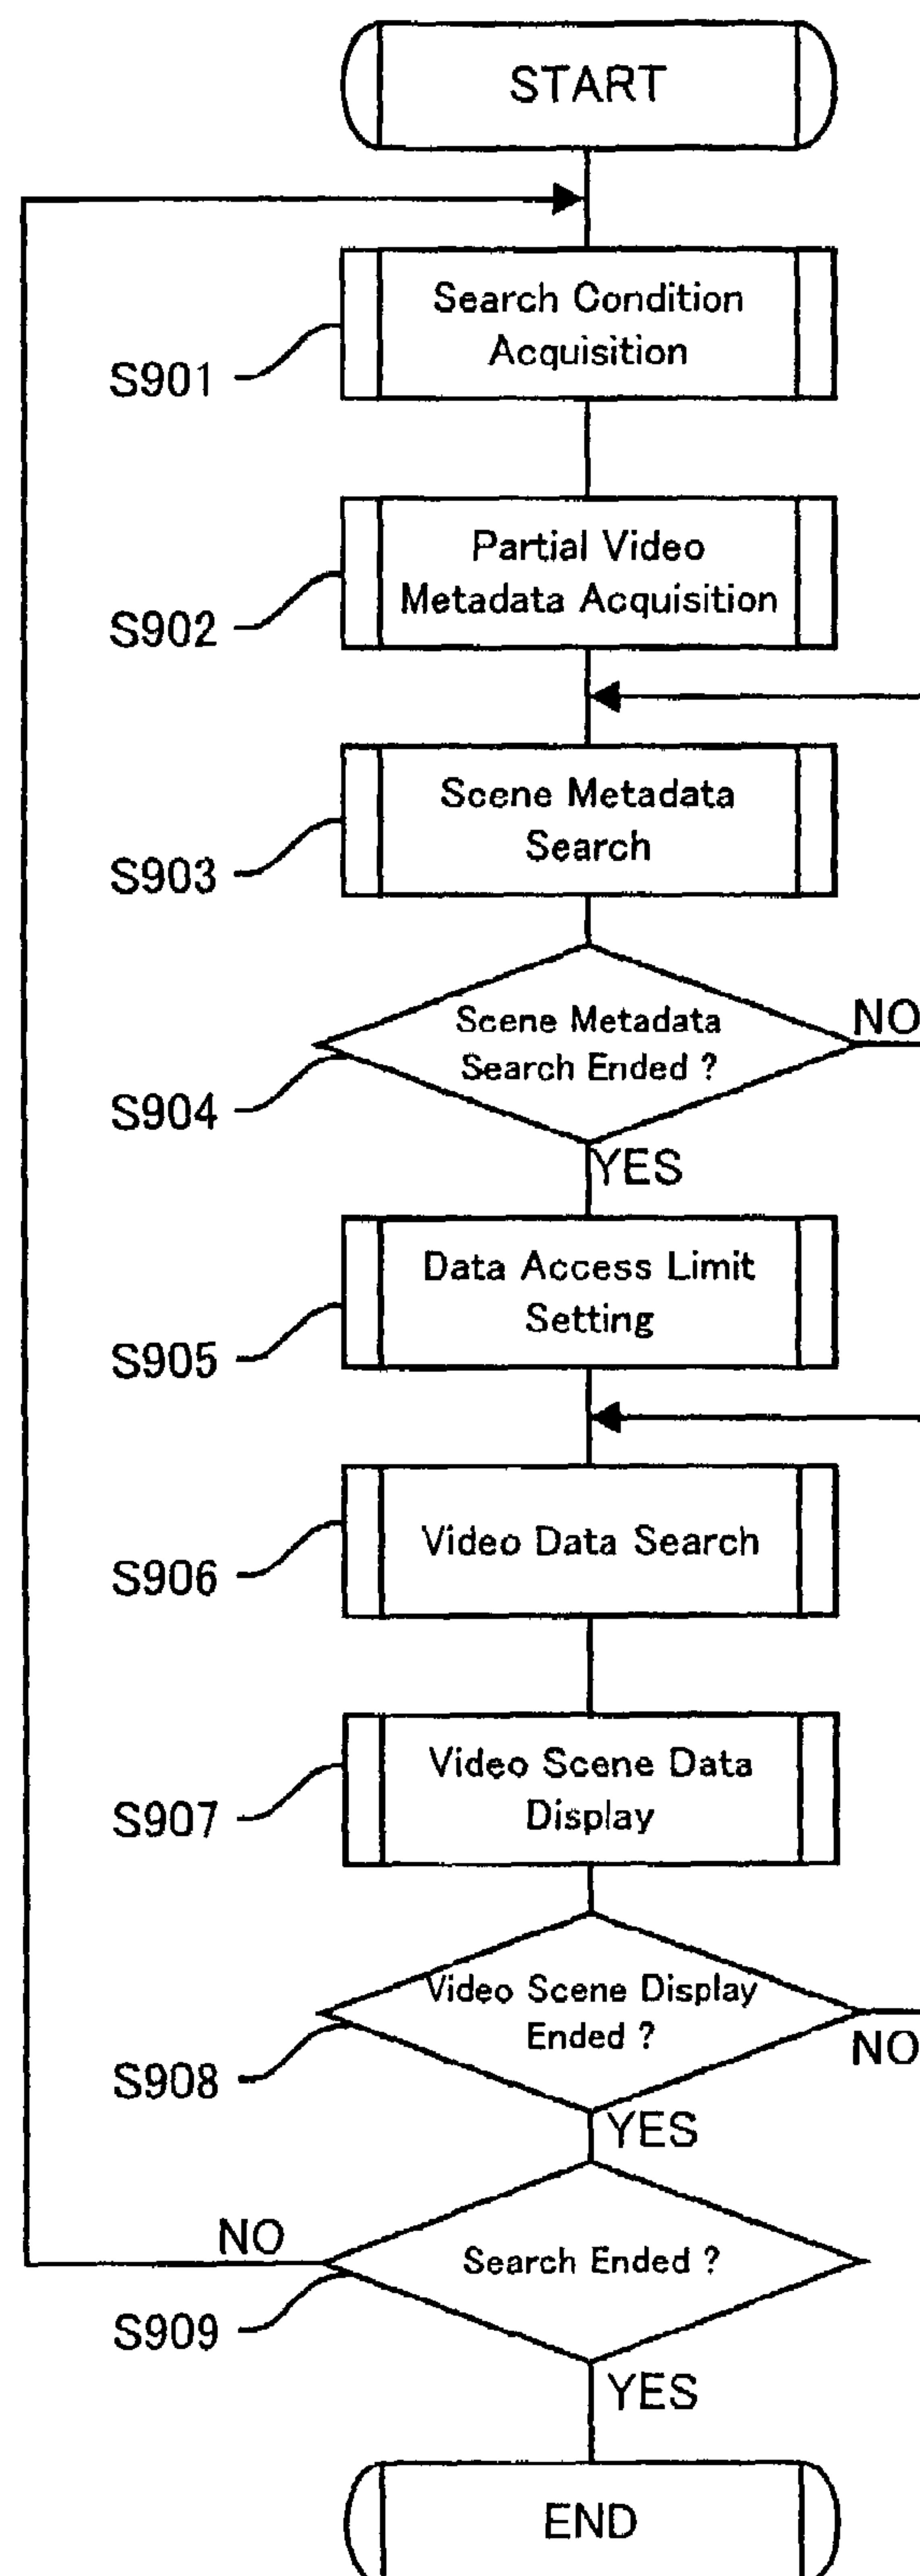 START
Search Condition
Acquisition
S901
Partial Video
Metadata Acquisition
S902
Scene Metadata
Search
S903
Scene Metadata
Search Ended ?
NO
S904
YES
Data Access Limit
Setting
S905
Video Data Search
S906
Video Scene Data
Display
S907
Video Scene Display
Ended ?
NO
S908
YES
NO
Search Ended ?
S909
YES
END